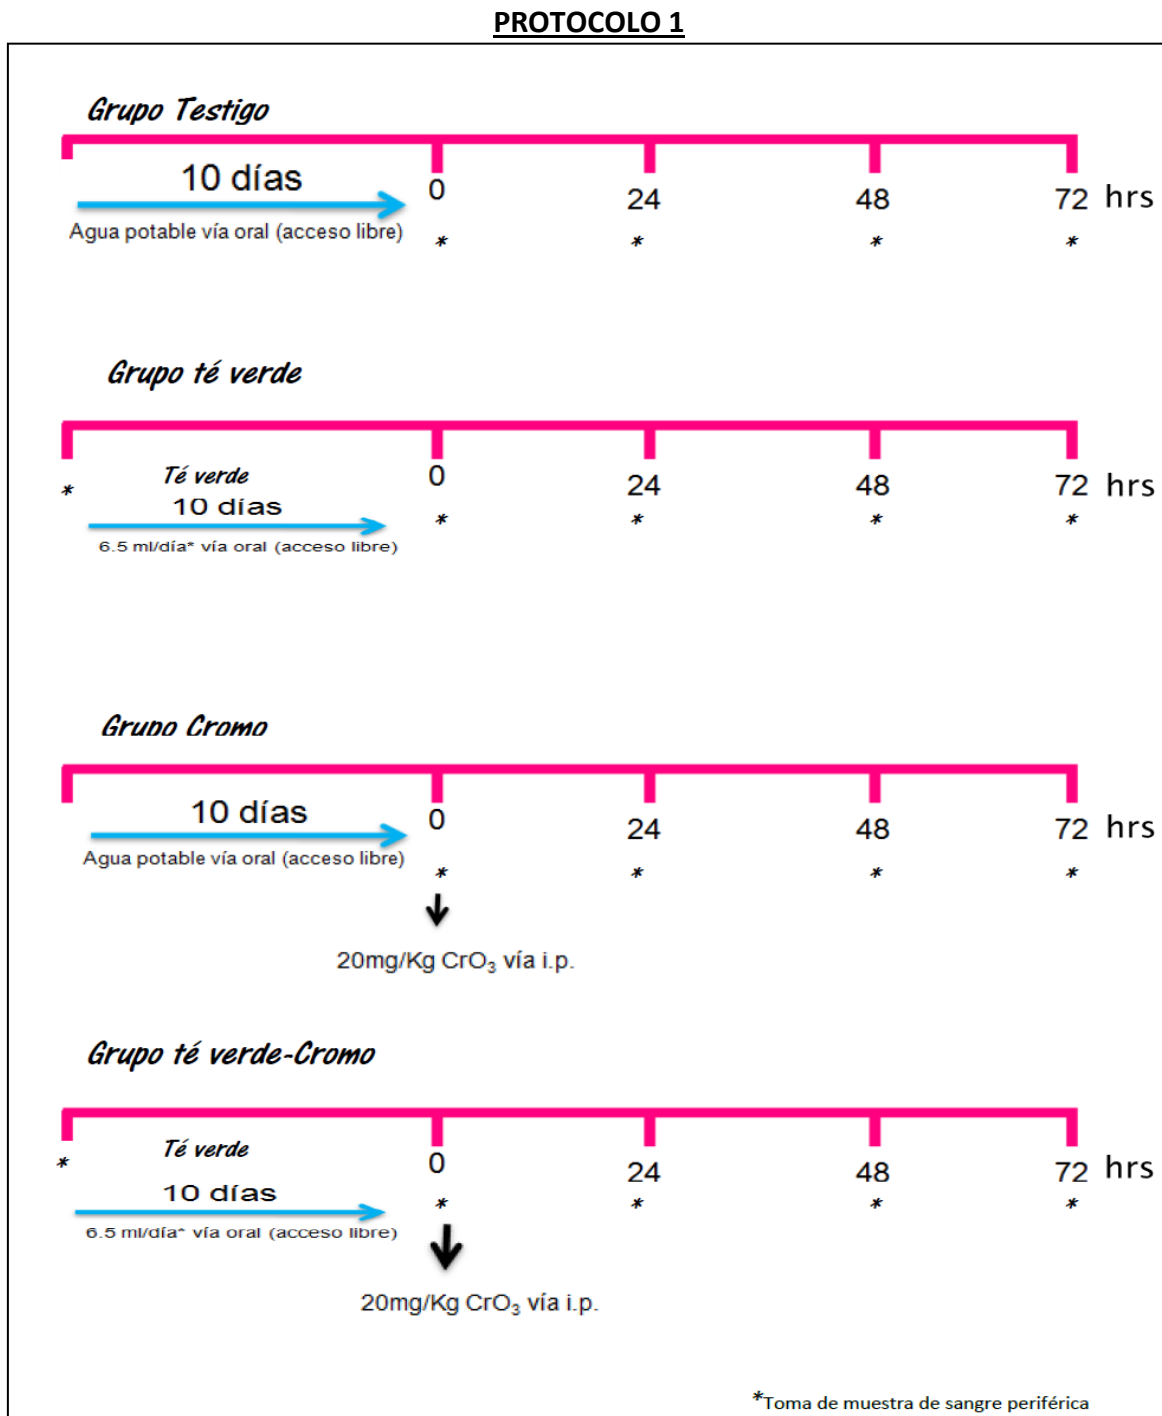 PROTOCOLO 1
Grupo Testigo
10 días
0
24
48
72 hrs
Agua potable vía oral (acceso libre)
* * * *
Grupo té verde
Té verde
10 días
0
24
48
72 hrs
*
* * * *
6.5 ml/día* vía oral (acceso libre)
Grupo Cromo
10 días
0
24
48
72 hrs
Agua potable vía oral (acceso libre)
* * * *
20mg/Kg CrO₃ vía i.p.
Grupo té verde-Cromo
Té verde
0
24
48
72 hrs
*
10 días
* * * *
6.5 ml/día* vía oral (acceso libre)
20mg/Kg CrO₃ vía i.p.
*Toma de muestra de sangre periférica